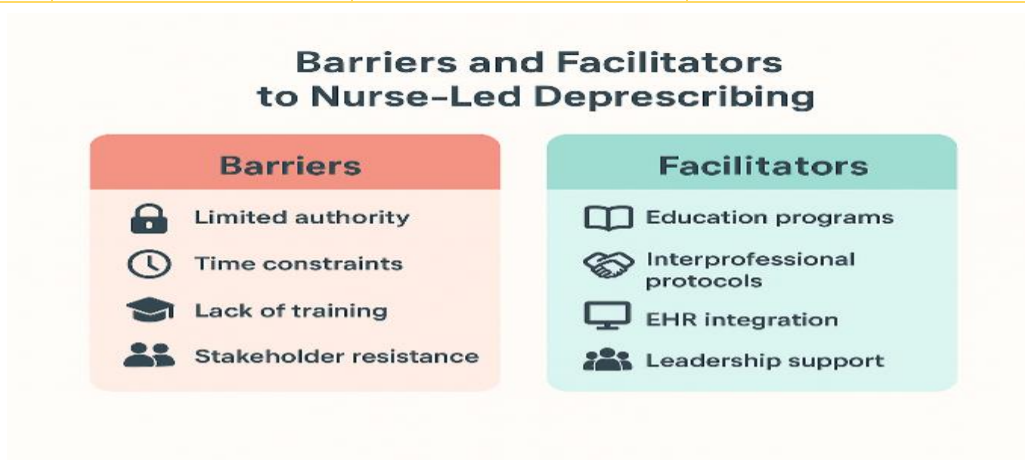 Barriers and Facilitators
to Nurse-Led Deprescribing
Barriers
Limited authority
Time constraints
Lack of training
Stakeholder resistance
Facilitators
Education programs
Interprofessional
protocols
EHR integration
Leadership support